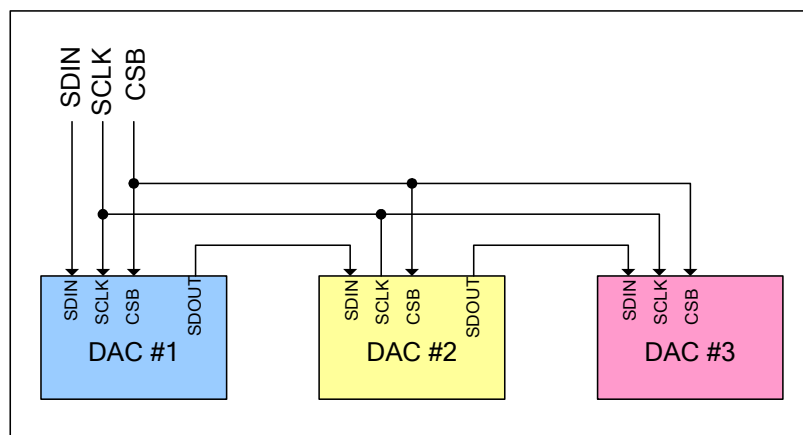 SDIN
SCLK
CSB
SDIN
SCLK
CSB
SDOUT
DAC #1
SDIN
SCLK
CSB
SDOUT
DAC #2
SDIN
SCLK
CSB
DAC #3